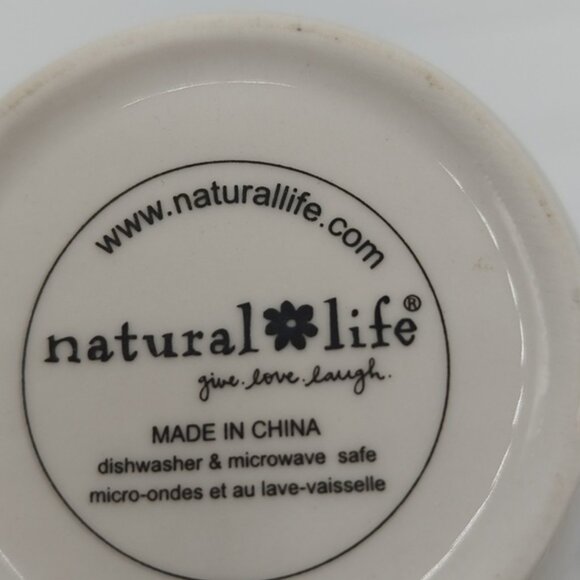 www.naturallife.com
natural life®
give.love.laugh.
MADE IN CHINA
dishwasher & microwave safe
micro-ondes et au lave-vaisselle